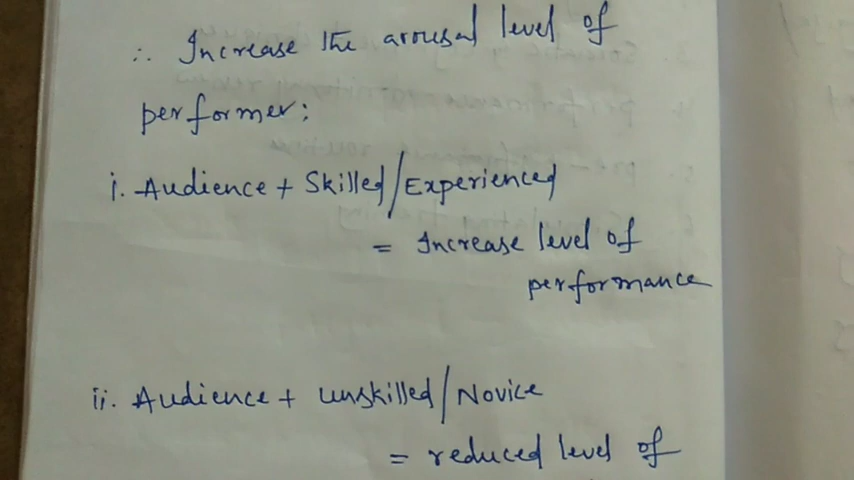 ∴ Increase the arousal level of
performer:
i. Audience + Skilled/Experienced
= Increase level of
performance
ii. Audience + Unskilled/Novice
= reduced level of